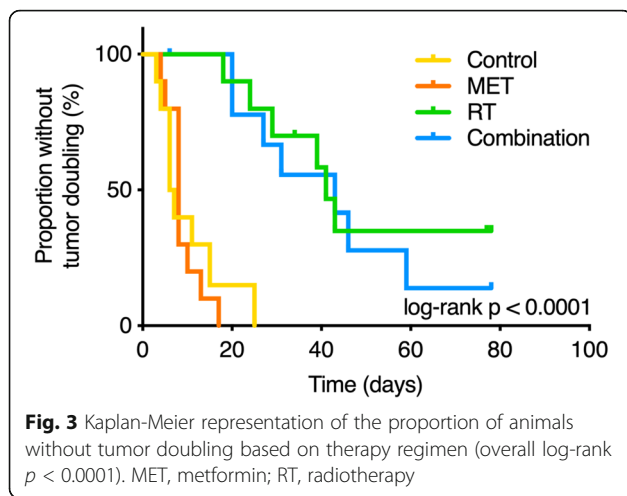 Proportion without
tumor doubling (%)
100
50
0
Control
MET
RT
Combination
log-rank p < 0.0001
0 20 40 60 80 100
Time (days)
Fig. 3 Kaplan-Meier representation of the proportion of animals
without tumor doubling based on therapy regimen (overall log-rank
p < 0.0001). MET, metformin; RT, radiotherapy